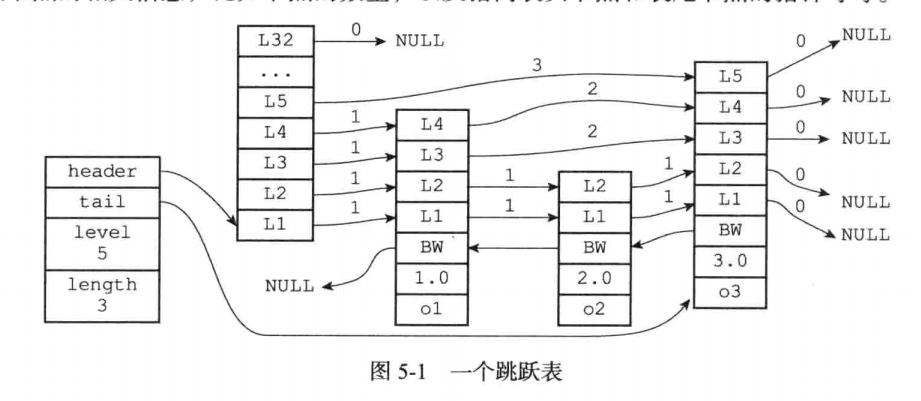 L32
0
NULL
...
L5
3
L4
1
L3
1
L2
1
L1
1
header
tail
level
5
length
3
L4
2
L3
2
L2
1
L1
1
BW
1.0
o1
NULL
L2
1
L1
1
BW
2.0
o2
L5
0
NULL
L4
0
NULL
L3
0
NULL
L2
0
NULL
L1
0
NULL
BW
3.0
o3
图 5-1 一个跳跃表